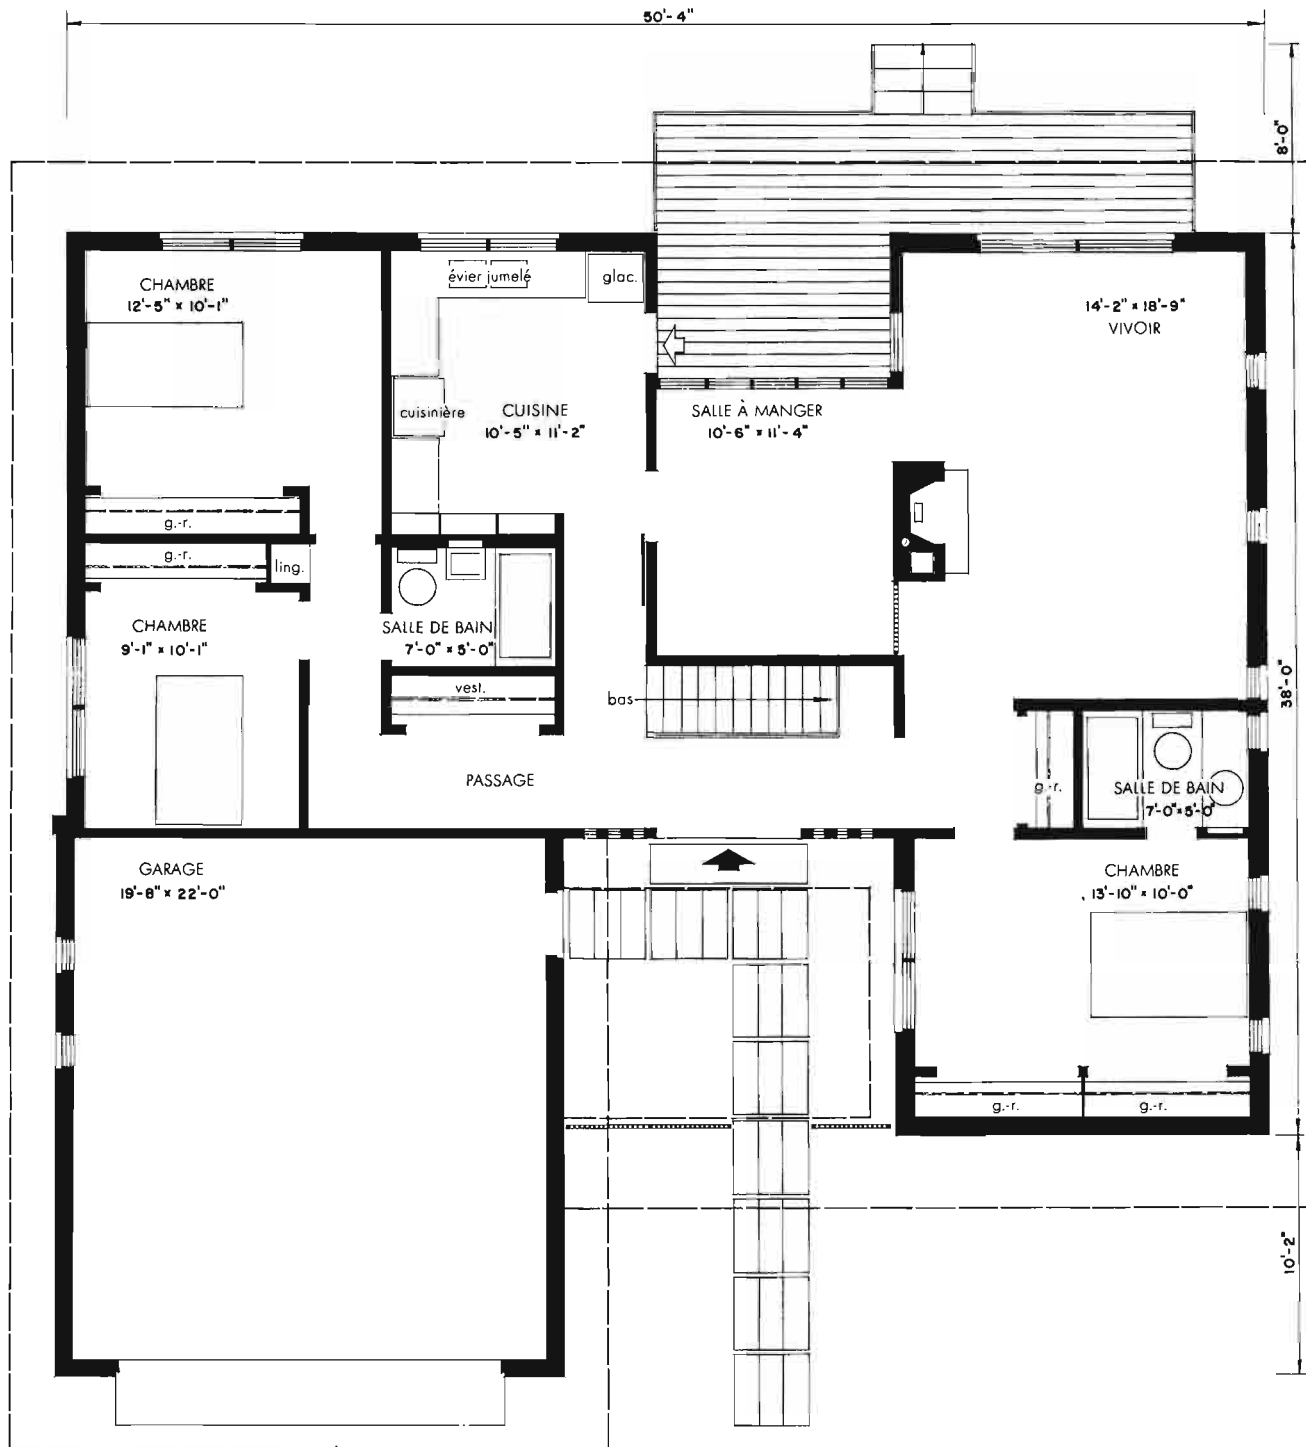 50'-4"
8'-0"
CHAMBRE
12'-5" x 10'-1"
évier jumelé
glac.
14'-2" x 18'-9"
VIVOIR
cuisinière
CUISINE
10'-5" x 11'-2"
SALLE À MANGER
10'-6" x 11'-4"
g.-r.
g.-r.
ling.
CHAMBRE
9'-1" x 10'-1"
SALLE DE BAIN
7'-0" x 5'-0"
vest.
bas
38'-0"
PASSAGE
g.-r.
SALLE DE BAIN
7'-0" x 5'-0"
GARAGE
19'-8" x 22'-0"
CHAMBRE
13'-10" x 10'-0"
g.-r.
g.-r.
10'-2"